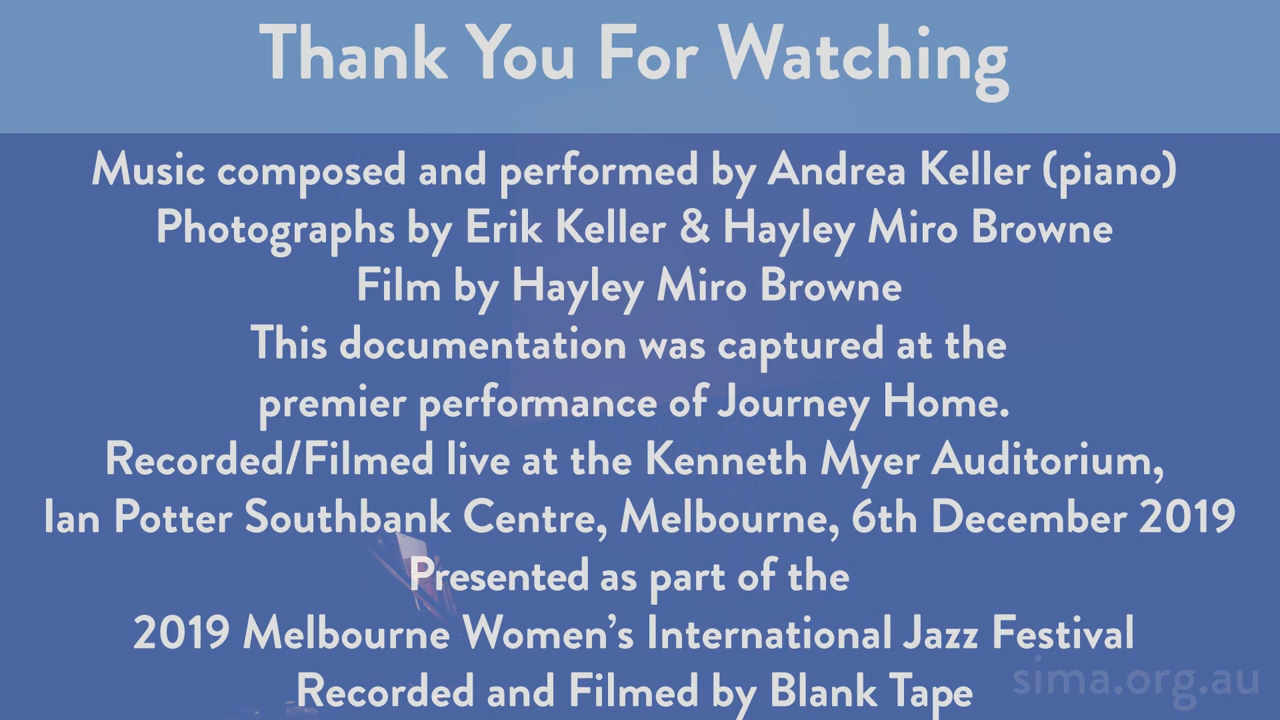 Thank You For Watching
Music composed and performed by Andrea Keller (piano)
Photographs by Erik Keller & Hayley Miro Browne
Film by Hayley Miro Browne
This documentation was captured at the
premier performance of Journey Home.
Recorded/Filmed live at the Kenneth Myer Auditorium,
Ian Potter Southbank Centre, Melbourne, 6th December 2019
Presented as part of the
2019 Melbourne Women’s International Jazz Festival
Recorded and Filmed by Blank Tape
sima.org.au